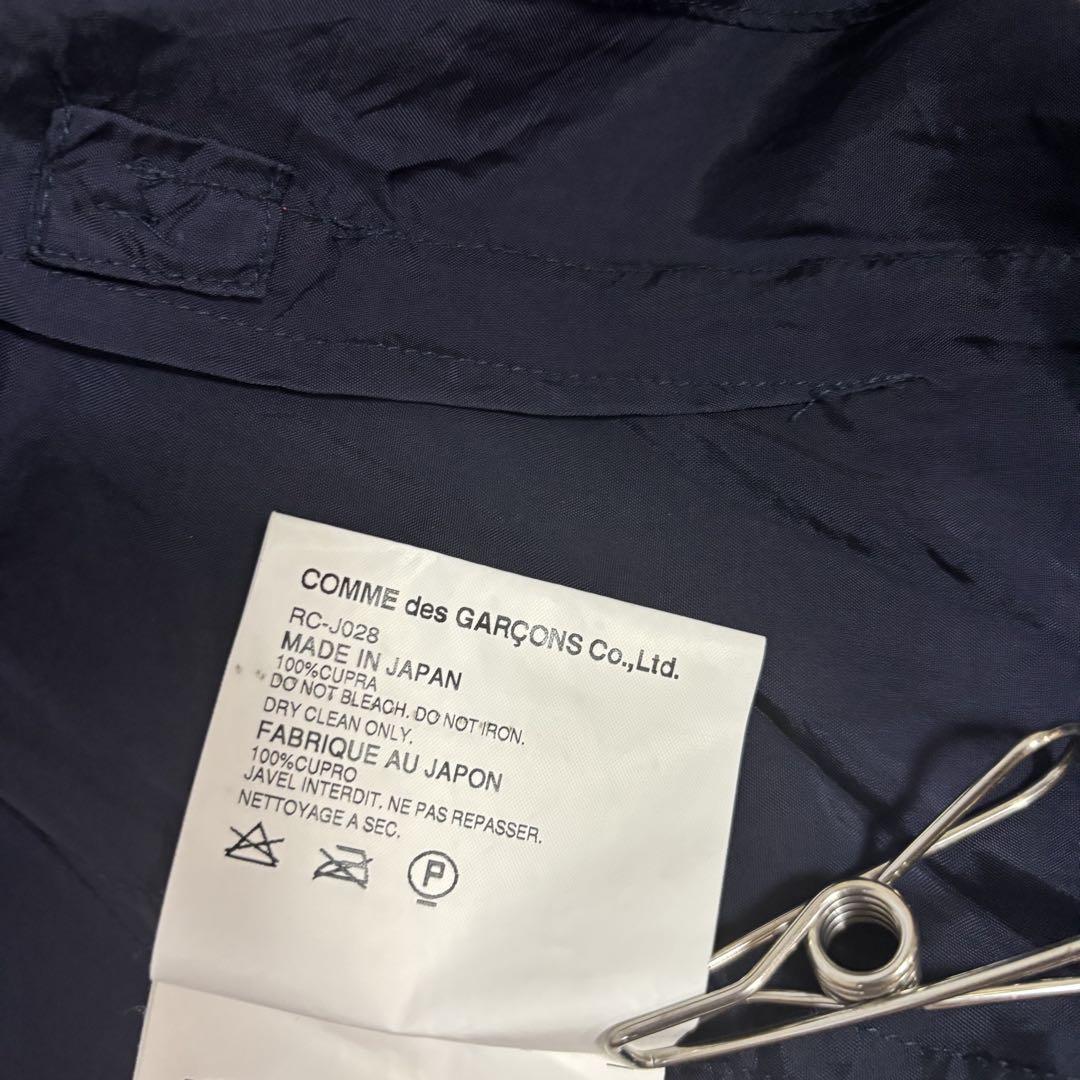 COMME des GARÇONS Co.,Ltd.
RC-J028
MADE IN JAPAN
100%CUPRA
DO NOT BLEACH. DO NOT IRON.
DRY CLEAN ONLY.
FABRIQUE AU JAPON
100%CUPRO
JAVEL INTERDIT. NE PAS REPASSER.
NETTOYAGE A SEC.
P